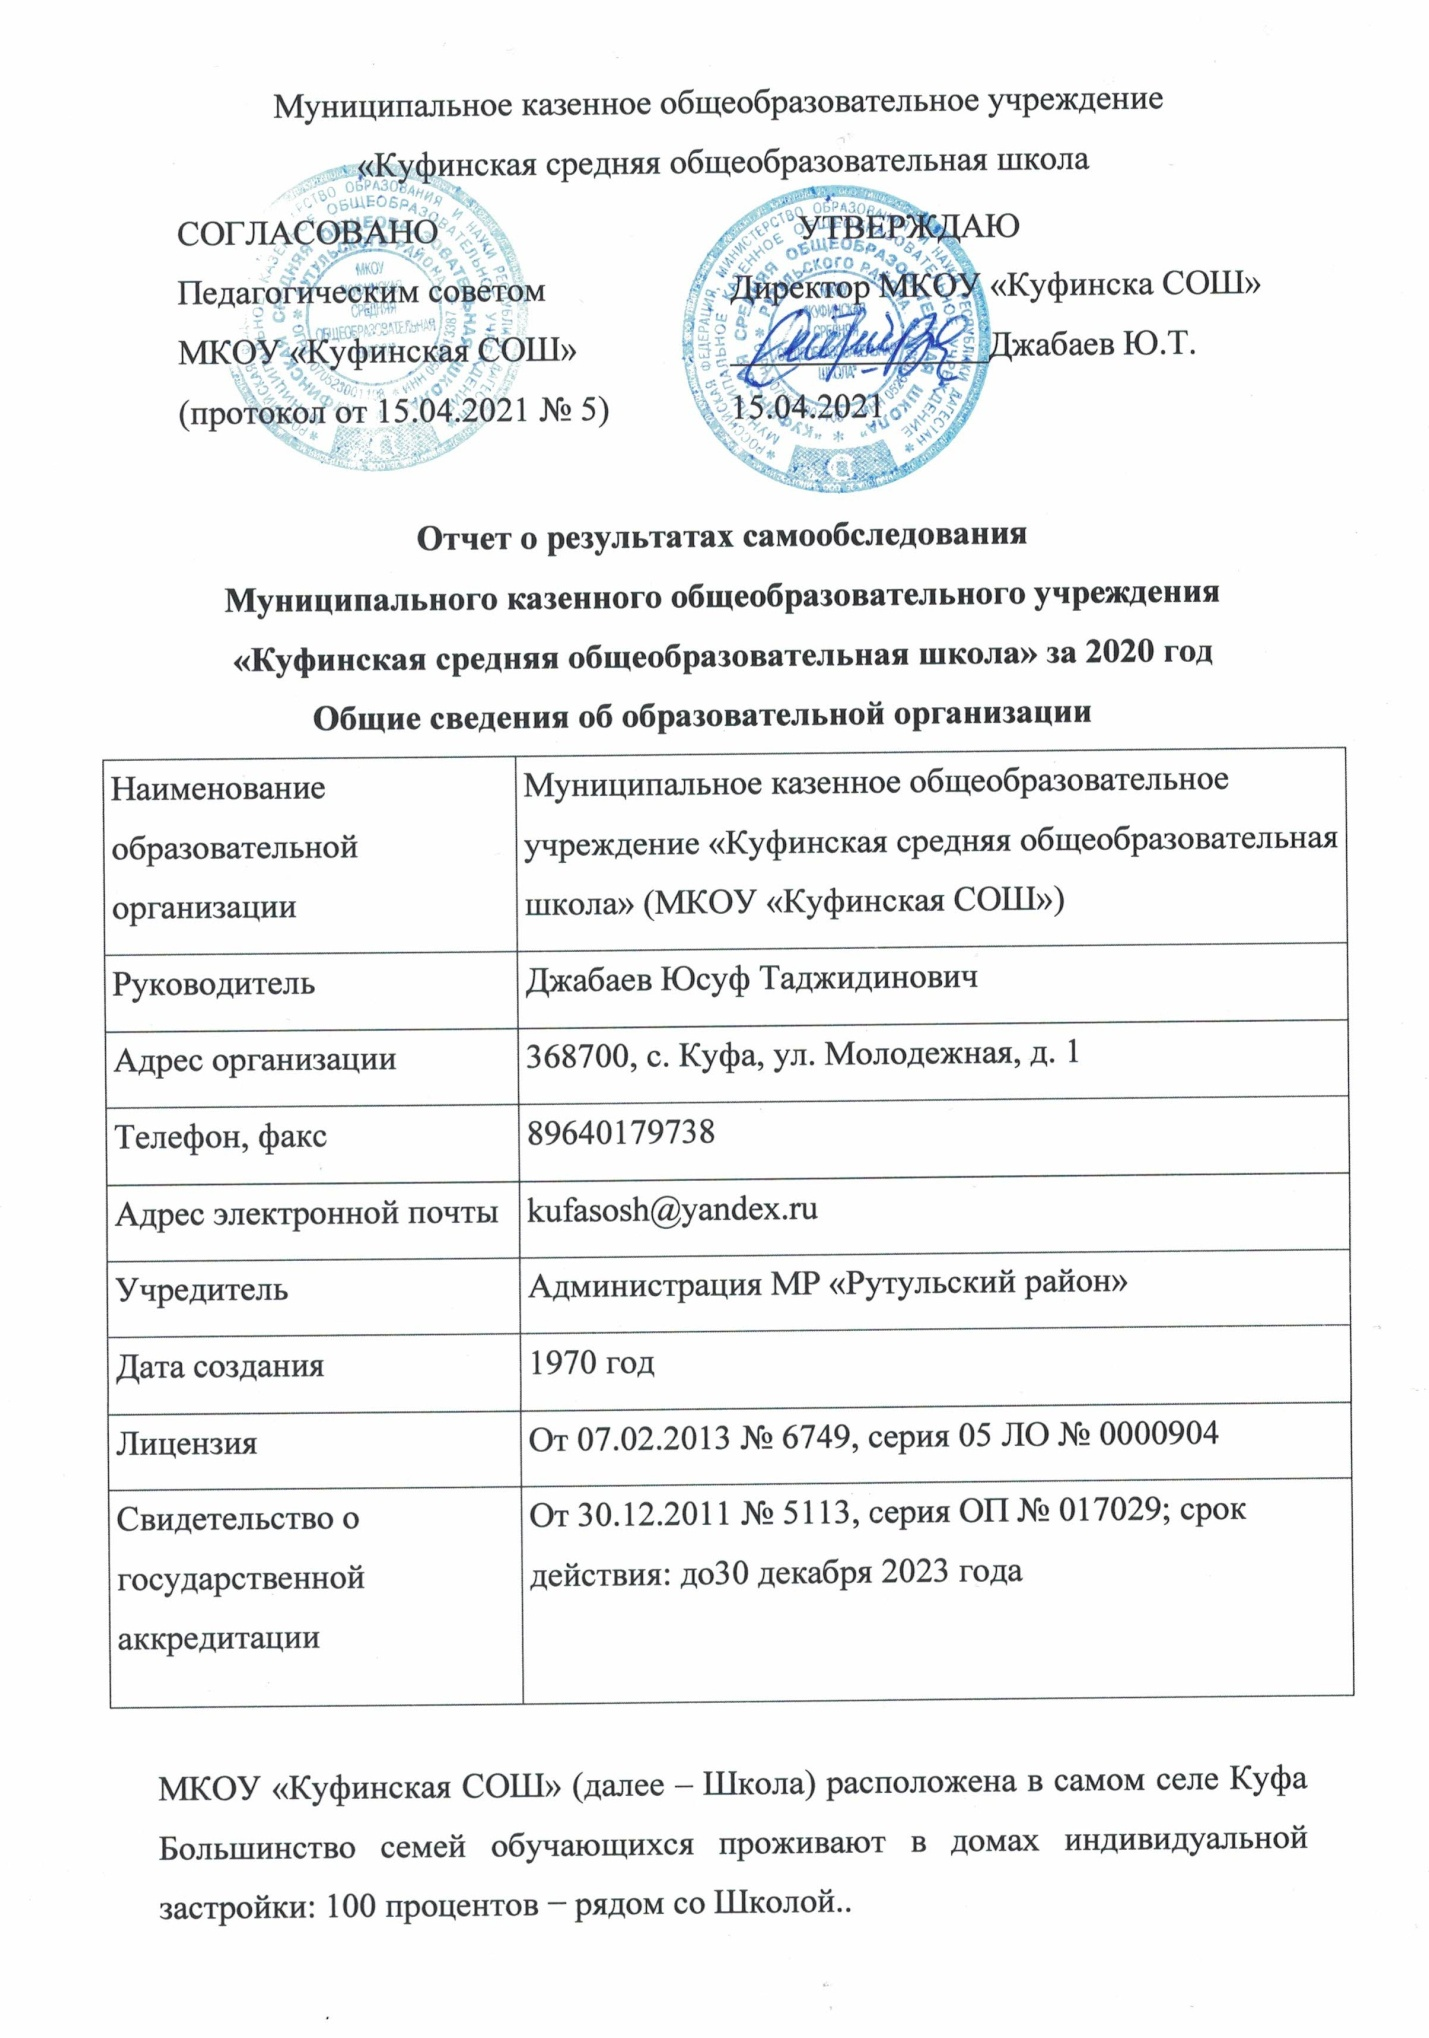 Муниципальное казенное общеобразовательное учреждение
«Куфинская средняя общеобразовательная школа
СОГЛАСОВАНО
Педагогическим советом
МКОУ «Куфинская СОШ»
(протокол от 15.04.2021 № 5)
УТВЕРЖДАЮ
Директор МКОУ «Куфинска СОШ»
Джабаев Ю.Т.
15.04.2021
Отчет о результатах самообследования
Муниципального казенного общеобразовательного учреждения
«Куфинская средняя общеобразовательная школа» за 2020 год
Общие сведения об образовательной организации
Наименование
образовательной
организации
Муниципальное казенное общеобразовательное
учреждение «Куфинская средняя общеобразовательная
школа» (МКОУ «Куфинская СОШ»)
Руководитель
Джабаев Юсуф Таджидинович
Адрес организации
368700, с. Куфа, ул. Молодежная, д. 1
Телефон, факс
89640179738
Адрес электронной почты
kufasosh@yandex.ru
Учредитель
Администрация МР «Рутульский район»
Дата создания
1970 год
Лицензия
От 07.02.2013 № 6749, серия 05 ЛО № 0000904
Свидетельство о
государственной
аккредитации
От 30.12.2011 № 5113, серия ОП № 017029; срок
действия: до30 декабря 2023 года
МКОУ «Куфинская СОШ» (далее – Школа) расположена в самом селе Куфа
Большинство семей обучающихся проживают в домах индивидуальной
застройки: 100 процентов − рядом со Школой..